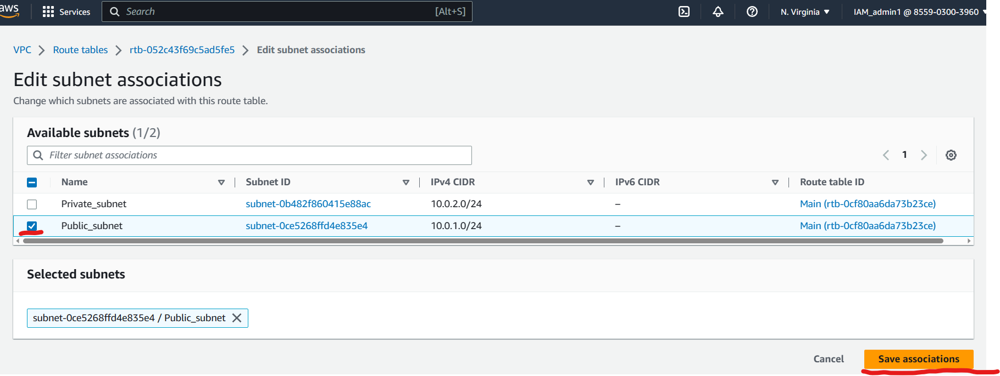 aws Services Search [Alt+S] N. Virginia IAM_admin1 @ 8559-0300-3960
VPC Route tables rtb-052c43f69c5ad5fe5 Edit subnet associations
Edit subnet associations
Change which subnets are associated with this route table.
Available subnets (1/2)
Filter subnet associations 1
Name Subnet ID IPv4 CIDR IPv6 CIDR Route table ID
Private_subnet subnet-0b482f860415e88ac 10.0.2.0/24 – Main (rtb-0cf80aa6da73b23ce)
Public_subnet subnet-0ce5268ffd4e835e4 10.0.1.0/24 – Main (rtb-0cf80aa6da73b23ce)
Selected subnets
subnet-0ce5268ffd4e835e4 / Public_subnet
Cancel Save associations